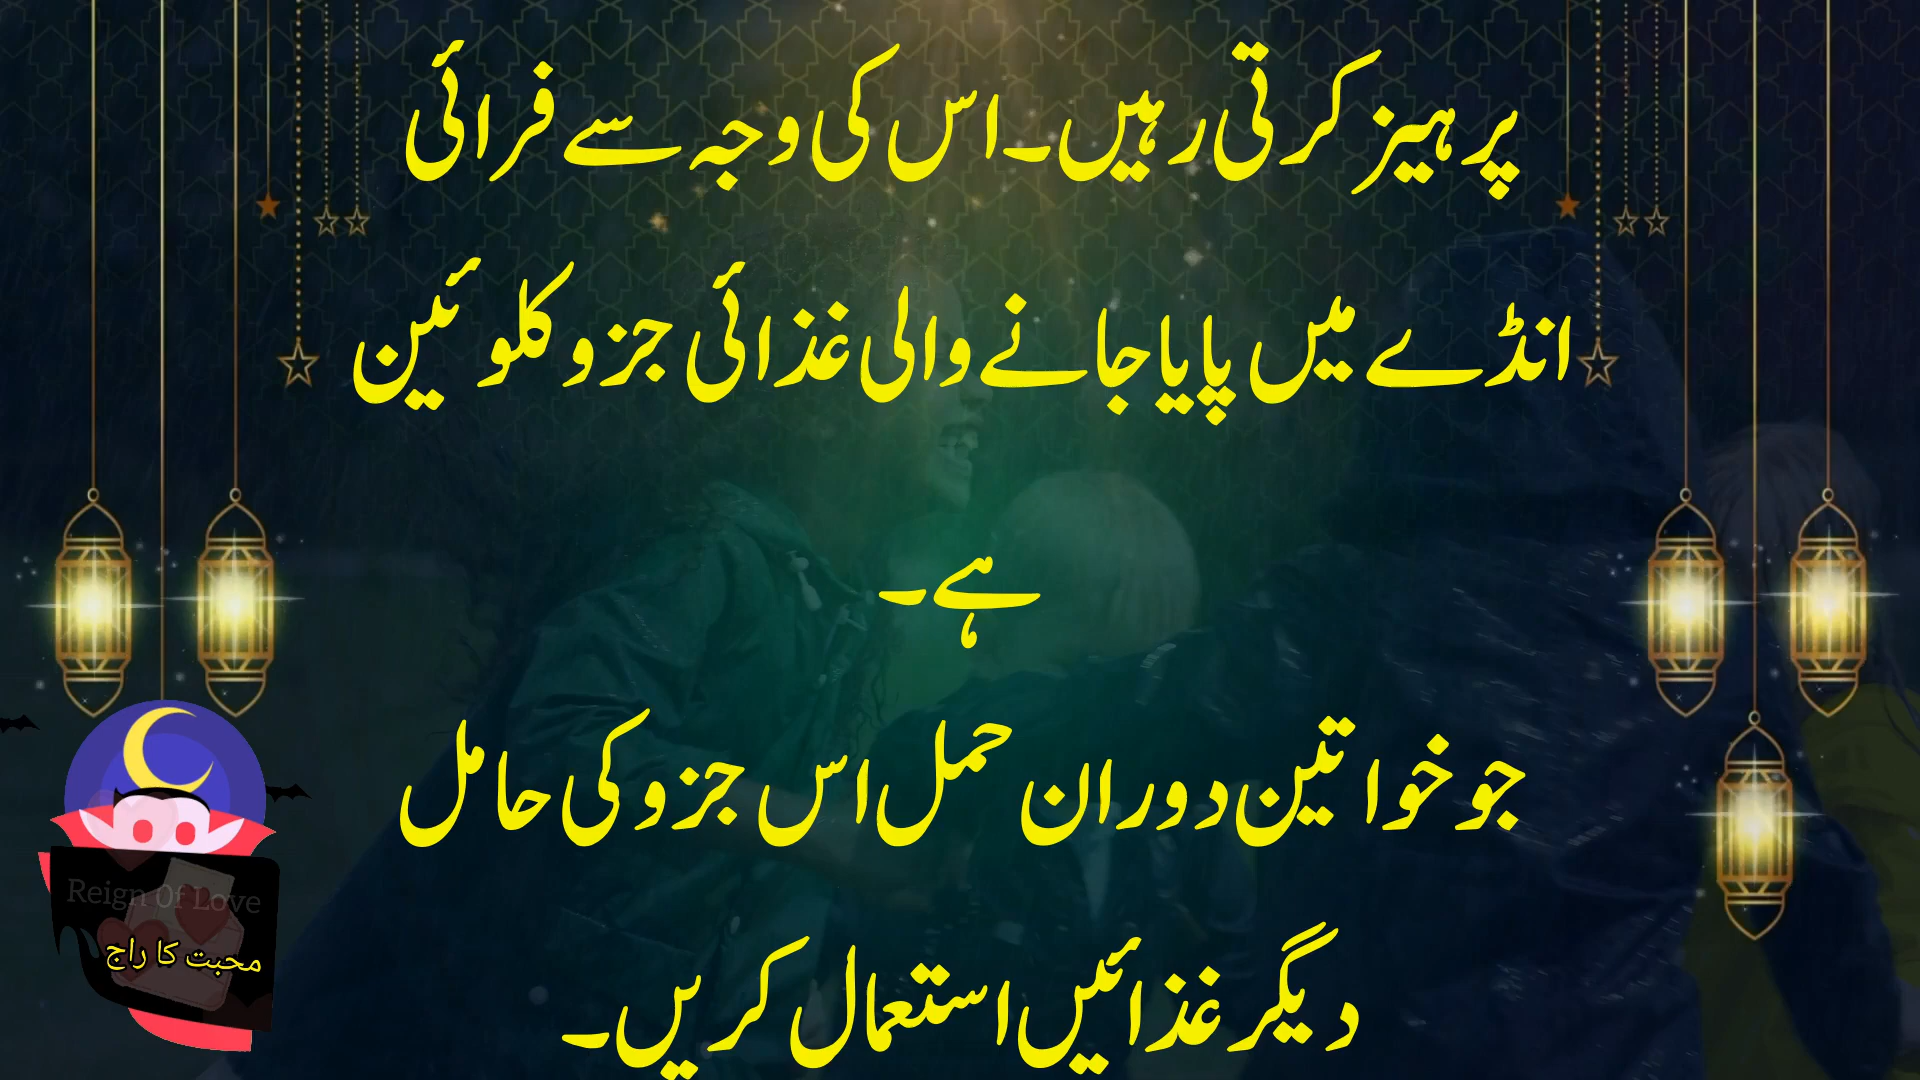 پرہیز کرتی رہیں۔اس کی وجہ سے فرائی
انڈے میں پایا جانے والی غذائی جزو کلوئین
ہے۔
جو خواتین دوران حمل اس جزو کی حامل
دیگر غذائیں استعمال کریں۔
Reign Of Love
محبت کا راج